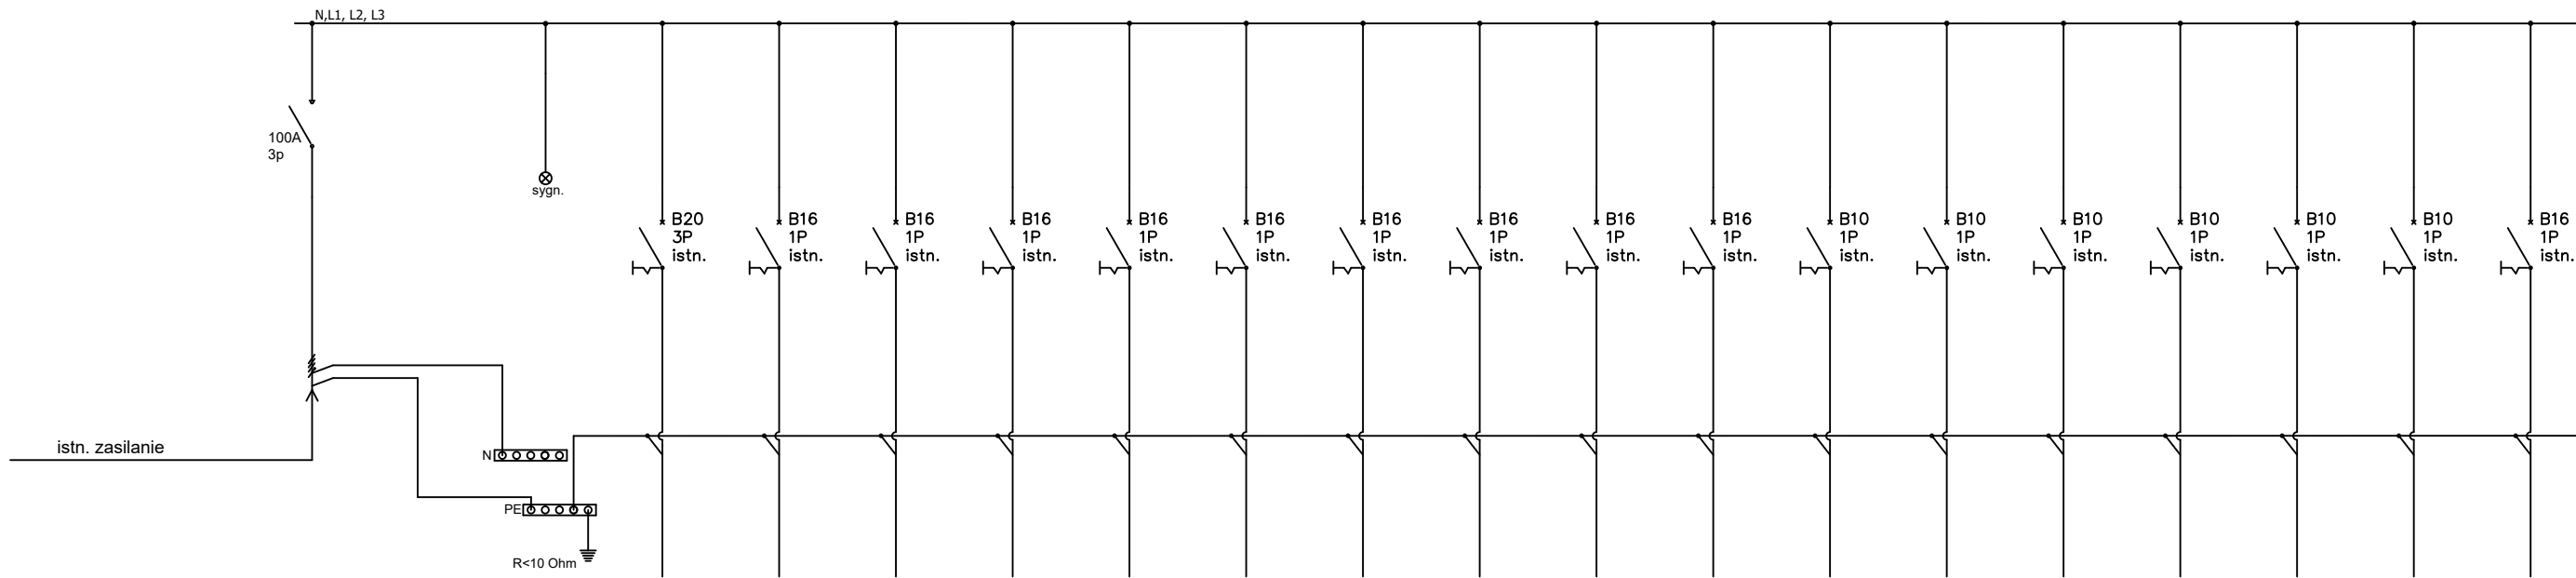 N,L1, L2, L3
100A
3p
sygn.
B20
3P
istn.
B16
1P
istn.
B16
1P
istn.
B16
1P
istn.
B16
1P
istn.
B16
1P
istn.
B16
1P
istn.
B16
1P
istn.
B16
1P
istn.
B16
1P
istn.
B10
1P
istn.
B10
1P
istn.
B10
1P
istn.
B10
1P
istn.
B10
1P
istn.
B10
1P
istn.
B16
1P
istn.
istn. zasilanie
N
PE
R<10 Ohm